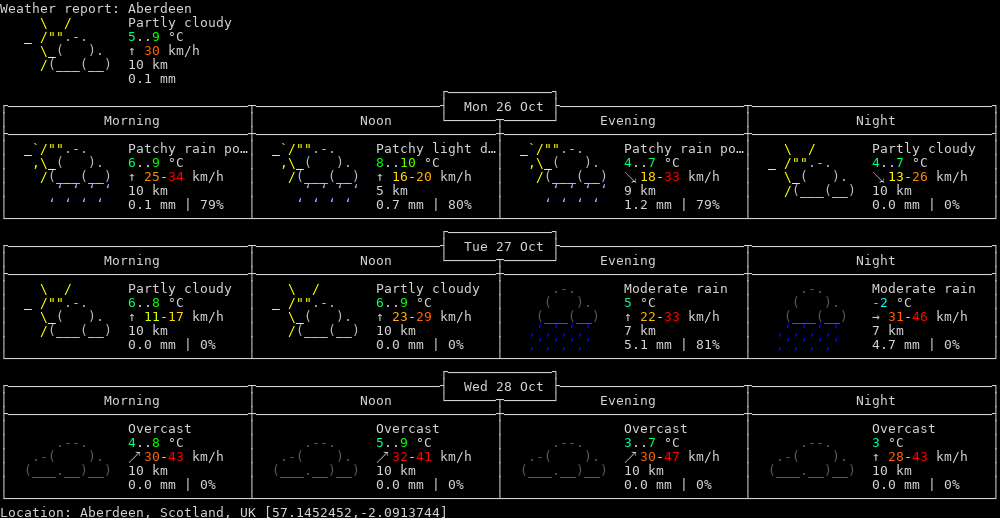 Weather report: Aberdeen
Partly cloudy
5..9 °C
↑ 30 km/h
10 km
0.1 mm
Mon 26 Oct
Morning Noon Evening Night
Patchy rain po… Patchy light d… Patchy rain po… Partly cloudy
6..9 °C 8..10 °C 4..7 °C 4..7 °C
↑ 25-34 km/h ↑ 16-20 km/h ↘ 18-33 km/h ↘ 13-26 km/h
10 km 5 km 9 km 10 km
0.1 mm | 79% 0.7 mm | 80% 1.2 mm | 79% 0.0 mm | 0%
Tue 27 Oct
Morning Noon Evening Night
Partly cloudy Partly cloudy Moderate rain Moderate rain
6..8 °C 6..9 °C 5 °C -2 °C
↑ 11-17 km/h ↑ 23-29 km/h ↑ 22-33 km/h → 31-46 km/h
10 km 10 km 7 km 7 km
0.0 mm | 0% 0.0 mm | 0% 5.1 mm | 81% 4.7 mm | 0%
Wed 28 Oct
Morning Noon Evening Night
Overcast Overcast Overcast Overcast
4..8 °C 5..9 °C 3..7 °C 3 °C
↗ 30-43 km/h ↗ 32-41 km/h ↗ 30-47 km/h ↑ 28-43 km/h
10 km 10 km 10 km 10 km
0.0 mm | 0% 0.0 mm | 0% 0.0 mm | 0% 0.0 mm | 0%
Location: Aberdeen, Scotland, UK [57.1452452,-2.0913744]